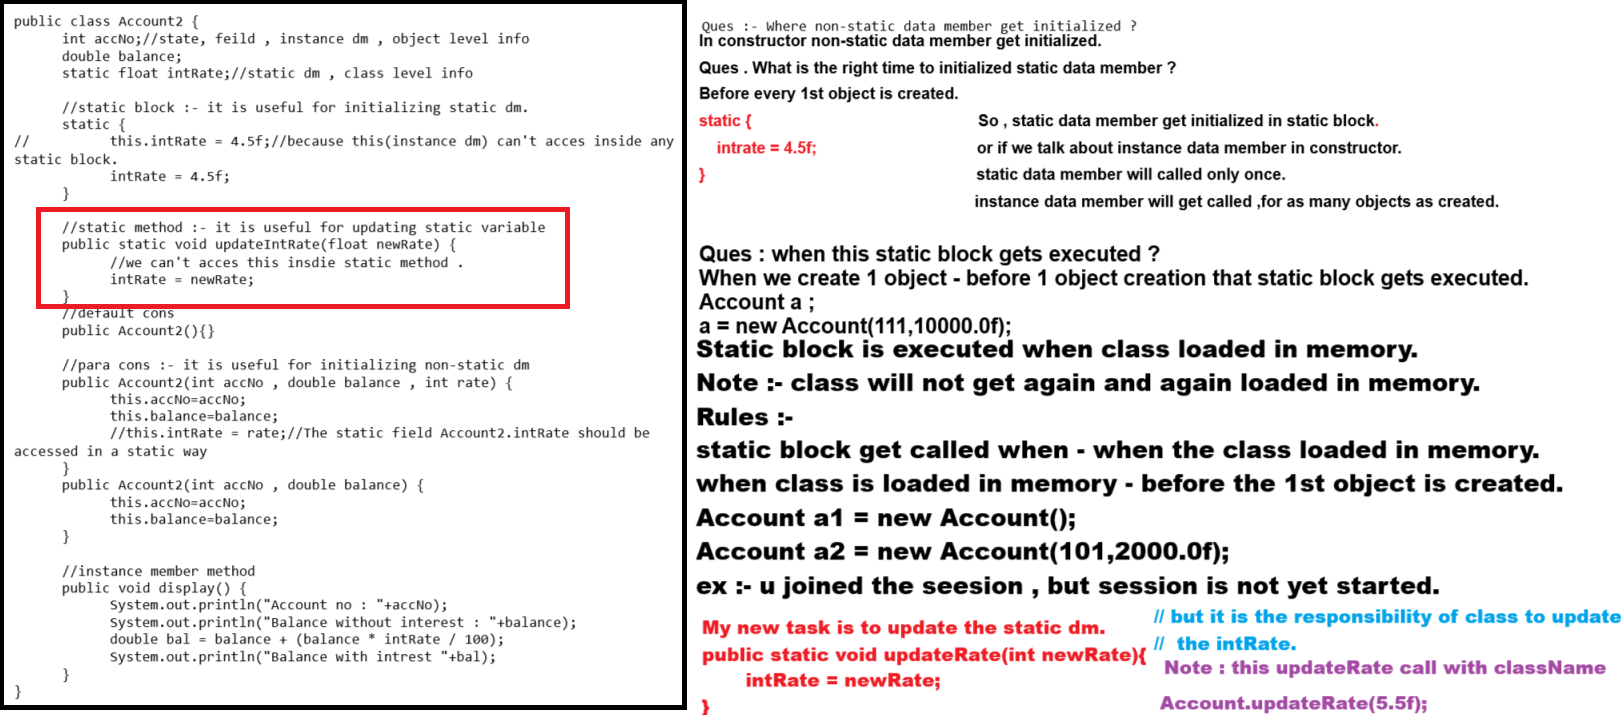 public class Account2 {
int accNo;//state, feild , instance dm , object level info
double balance;
static float intRate;//static dm , class level info
//static block :- it is useful for initializing static dm.
static {
// this.intRate = 4.5f;//because this(instance dm) can't acces inside any
static block.
intRate = 4.5f;
}
//static method :- it is useful for updating static variable
public static void updateIntRate(float newRate) {
//we can't acces this insdie static method .
intRate = newRate;
}
//default cons
public Account2(){}
//para cons :- it is useful for initializing non-static dm
public Account2(int accNo , double balance , int rate) {
this.accNo=accNo;
this.balance=balance;
//this.intRate = rate;//The static field Account2.intRate should be
accessed in a static way
}
public Account2(int accNo , double balance) {
this.accNo=accNo;
this.balance=balance;
}
//instance member method
public void display() {
System.out.println("Account no : "+accNo);
System.out.println("Balance without interest : "+balance);
double bal = balance + (balance * intRate / 100);
System.out.println("Balance with intrest "+bal);
}
}
Ques :- Where non-static data member get initialized ?
In constructor non-static data member get initialized.
Ques . What is the right time to initialized static data member ?
Before every 1st object is created.
static {
intrate = 4.5f;
}
So , static data member get initialized in static block.
or if we talk about instance data member in constructor.
static data member will called only once.
instance data member will get called ,for as many objects as created.
Ques : when this static block gets executed ?
When we create 1 object - before 1 object creation that static block gets executed.
Account a ;
a = new Account(111,10000.0f);
Static block is executed when class loaded in memory.
Note :- class will not get again and again loaded in memory.
Rules :-
static block get called when - when the class loaded in memory.
when class is loaded in memory - before the 1st object is created.
Account a1 = new Account();
Account a2 = new Account(101,2000.0f);
ex :- u joined the seesion , but session is not yet started.
My new task is to update the static dm.
public static void updateRate(int newRate){
intRate = newRate;
}
// but it is the responsibility of class to update
// the intRate.
Note : this updateRate call with className
Account.updateRate(5.5f);